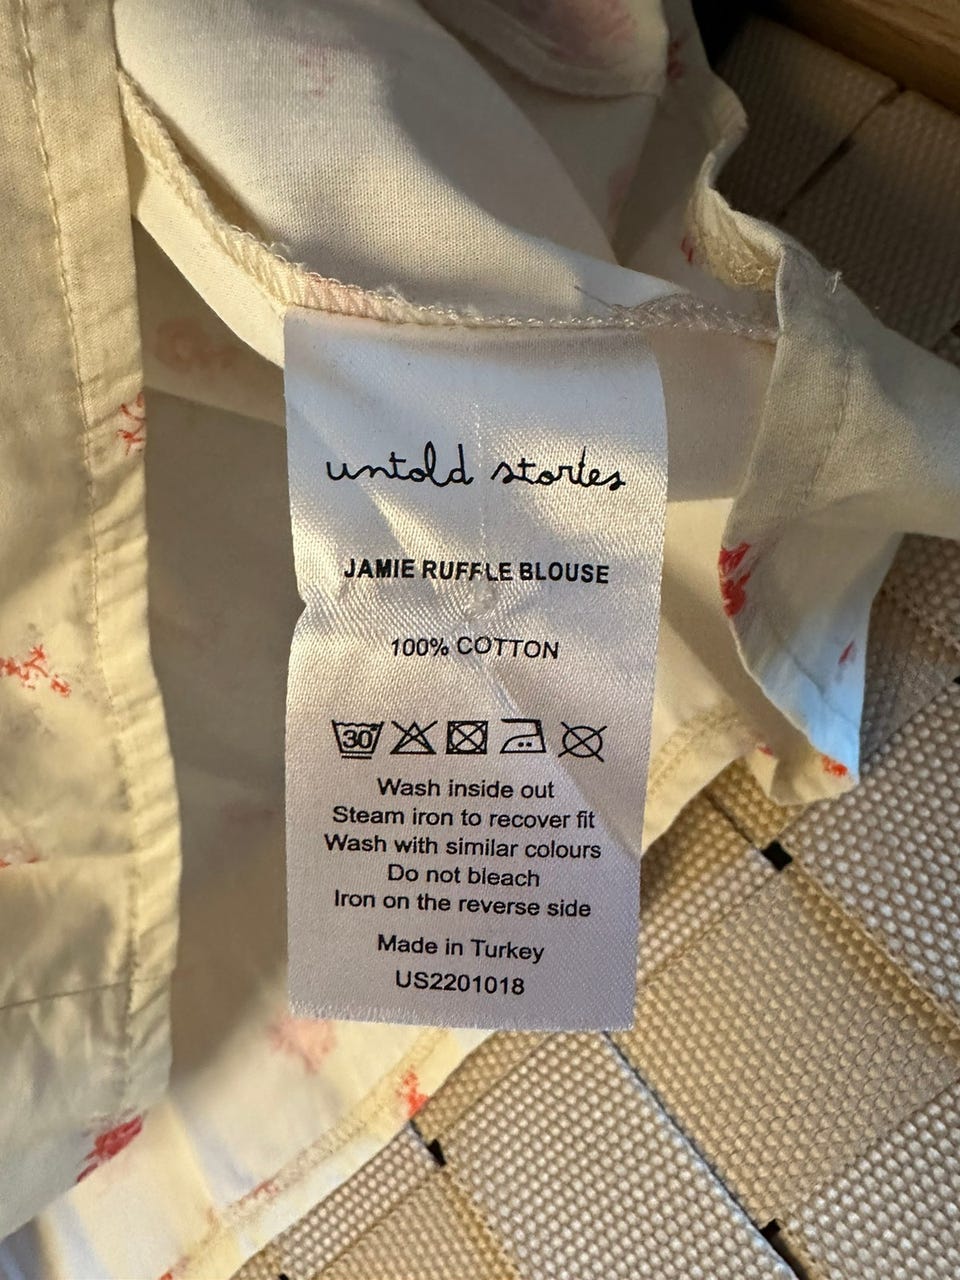 untold stories
JAMIE RUFFLE BLOUSE
100% COTTON
30
Wash inside out
Steam iron to recover fit
Wash with similar colours
Do not bleach
Iron on the reverse side
Made in Turkey
US2201018